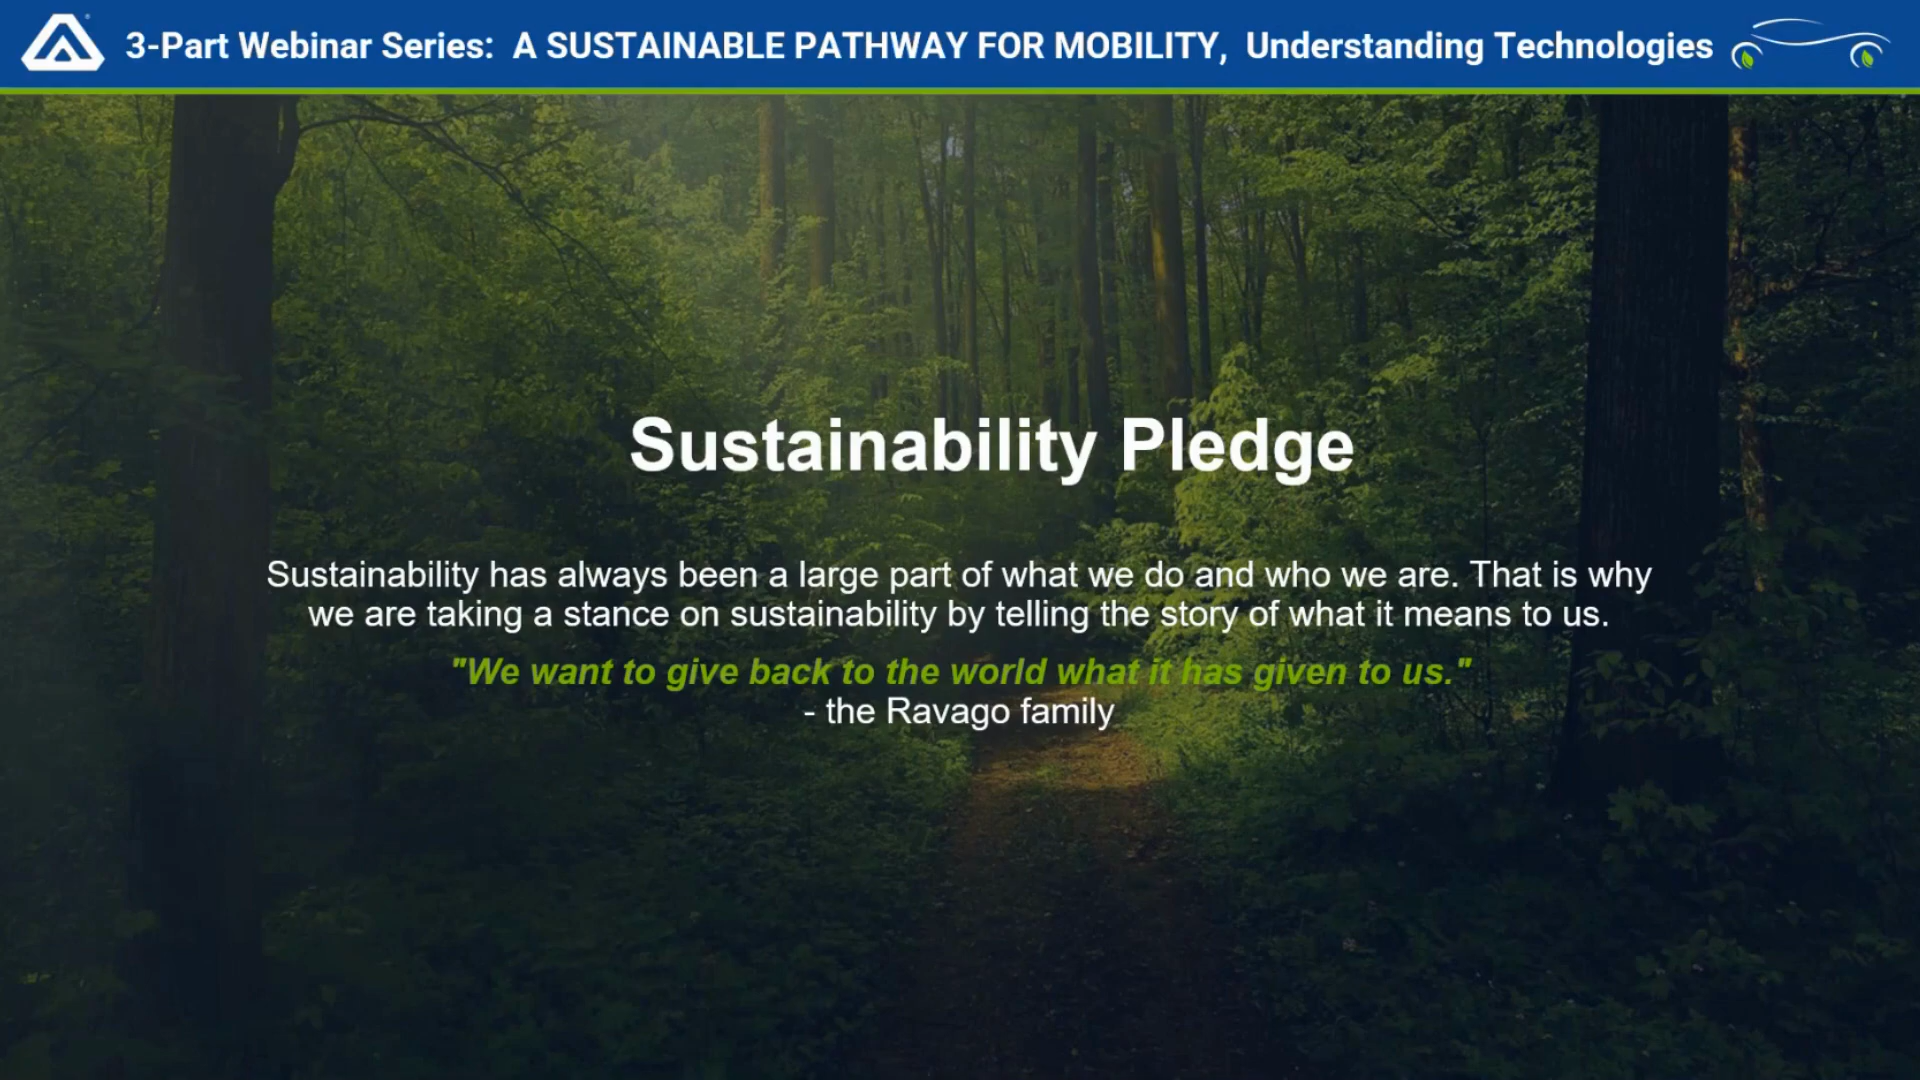 3-Part Webinar Series: A SUSTAINABLE PATHWAY FOR MOBILITY, Understanding Technologies
Sustainability Pledge
Sustainability has always been a large part of what we do and who we are. That is why
we are taking a stance on sustainability by telling the story of what it means to us.
"We want to give back to the world what it has given to us."
- the Ravago family